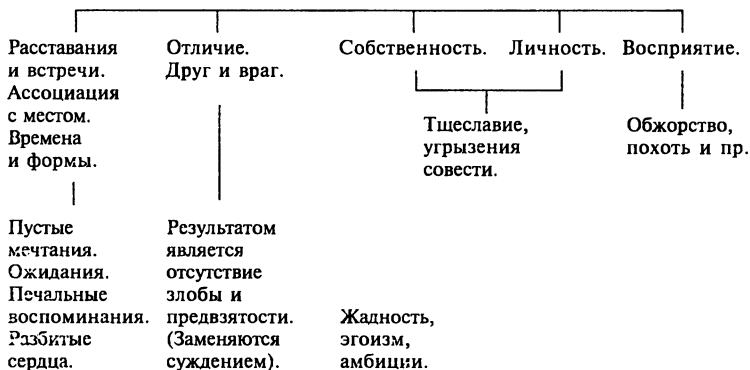 Расставания
и встречи.
Ассоциация
с местом.
Времена
и формы.
Отличие.
Друг и враг.
Собственность.
Личность.
Восприятие.
Тщеславие,
угрызения
совести.
Обжорство,
похоть и пр.
Пустые
мечтания.
Ожидания.
Печальные
воспоминания.
Разбитые
сердца.
Результатом
является
отсутствие
злобы и
предвзятости.
(Заменяются
суждением).
Жадность,
эгоизм,
амбиции.